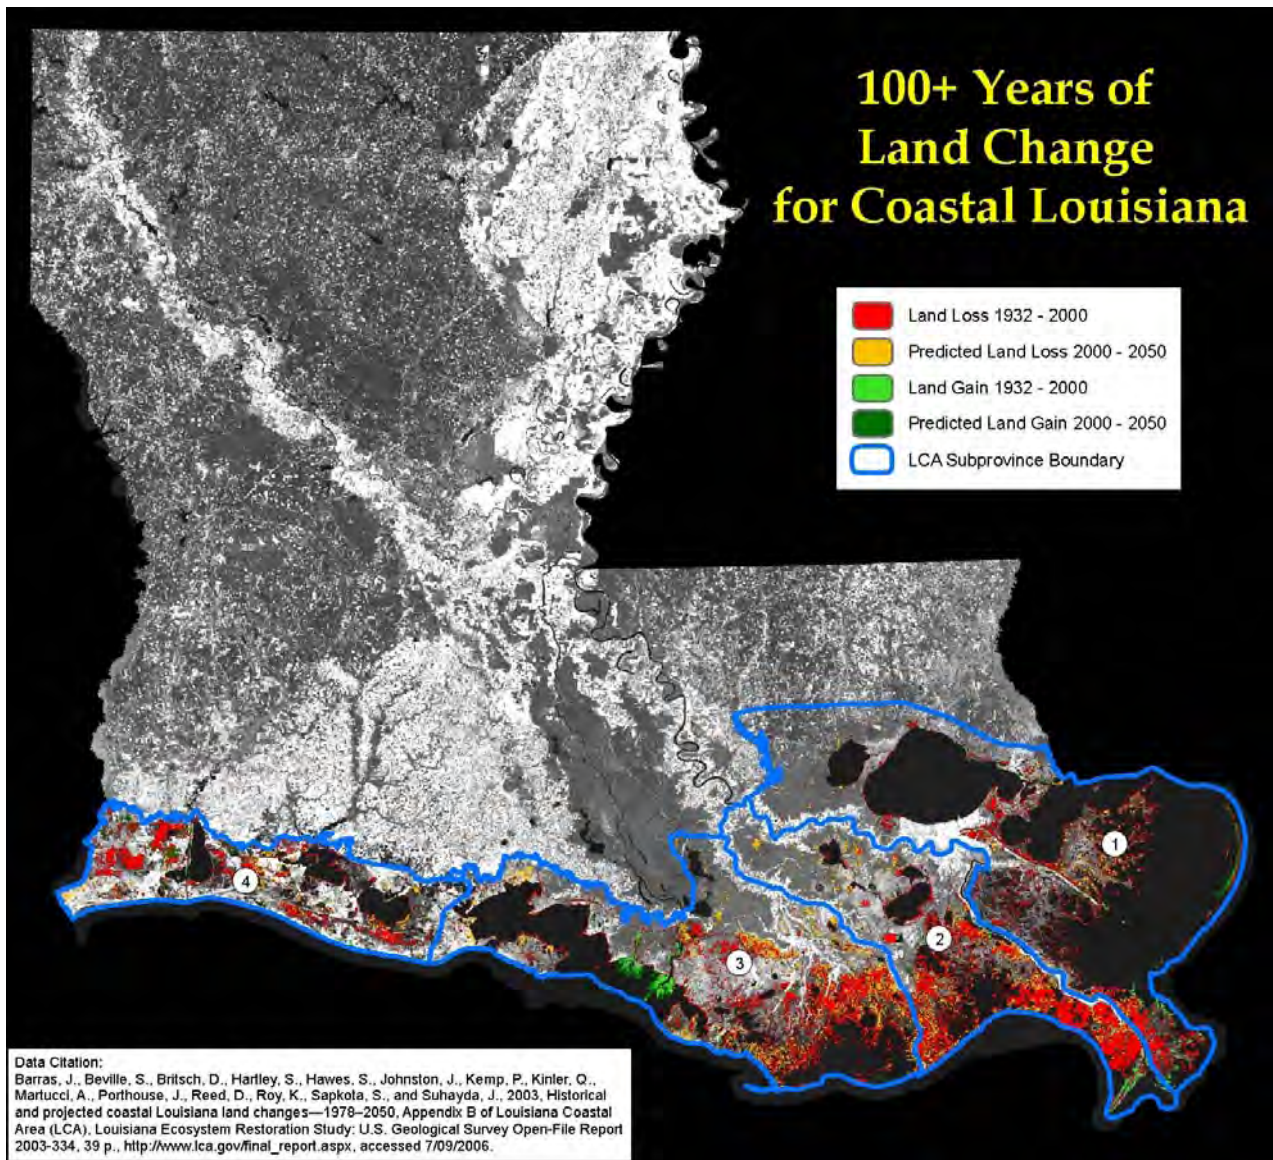 100+ Years of
Land Change
for Coastal Louisiana
Land Loss 1932 - 2000
Predicted Land Loss 2000 - 2050
Land Gain 1932 - 2000
Predicted Land Gain 2000 - 2050
LCA Subprovince Boundary
1
2
3
4
Data Citation:
Barras, J., Beville, S., Britsch, D., Hartley, S., Hawes, S., Johnston, J., Kemp, P., Kinler, Q.,
Martucci, A., Porthouse, J., Reed, D., Roy, K., Sapkota, S., and Suhayda, J., 2003, Historical
and projected coastal Louisiana land changes—1978–2050, Appendix B of Louisiana Coastal
Area (LCA), Louisiana Ecosystem Restoration Study: U.S. Geological Survey Open-File Report
2003-334, 39 p., http://www.lca.gov/final_report.aspx, accessed 7/09/2006.